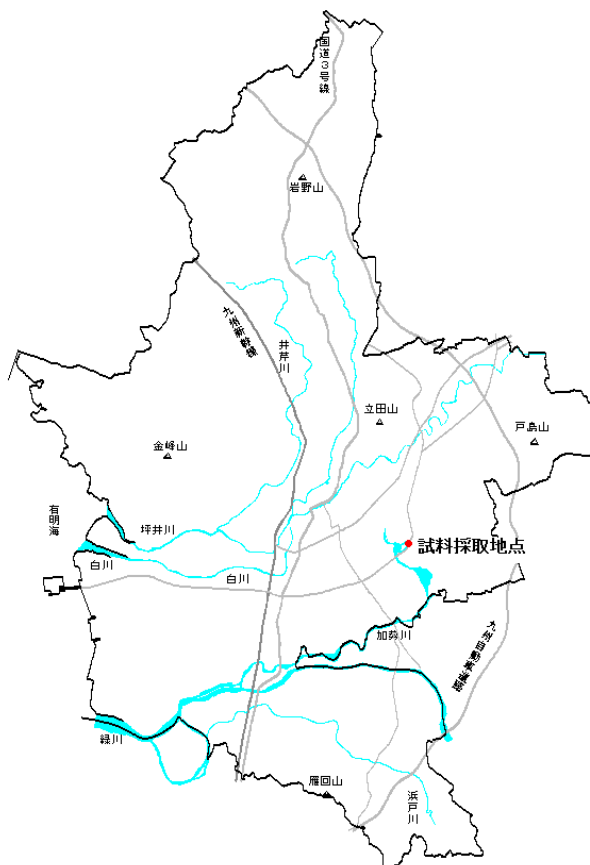 国道３号線
岩野山
九州新幹線
井芹川
立田山
戸島山
金峰山
有明海
坪井川
試料採取地点
白川
白川
加勢川
九州自動車道路
緑川
雁回山
浜戸川